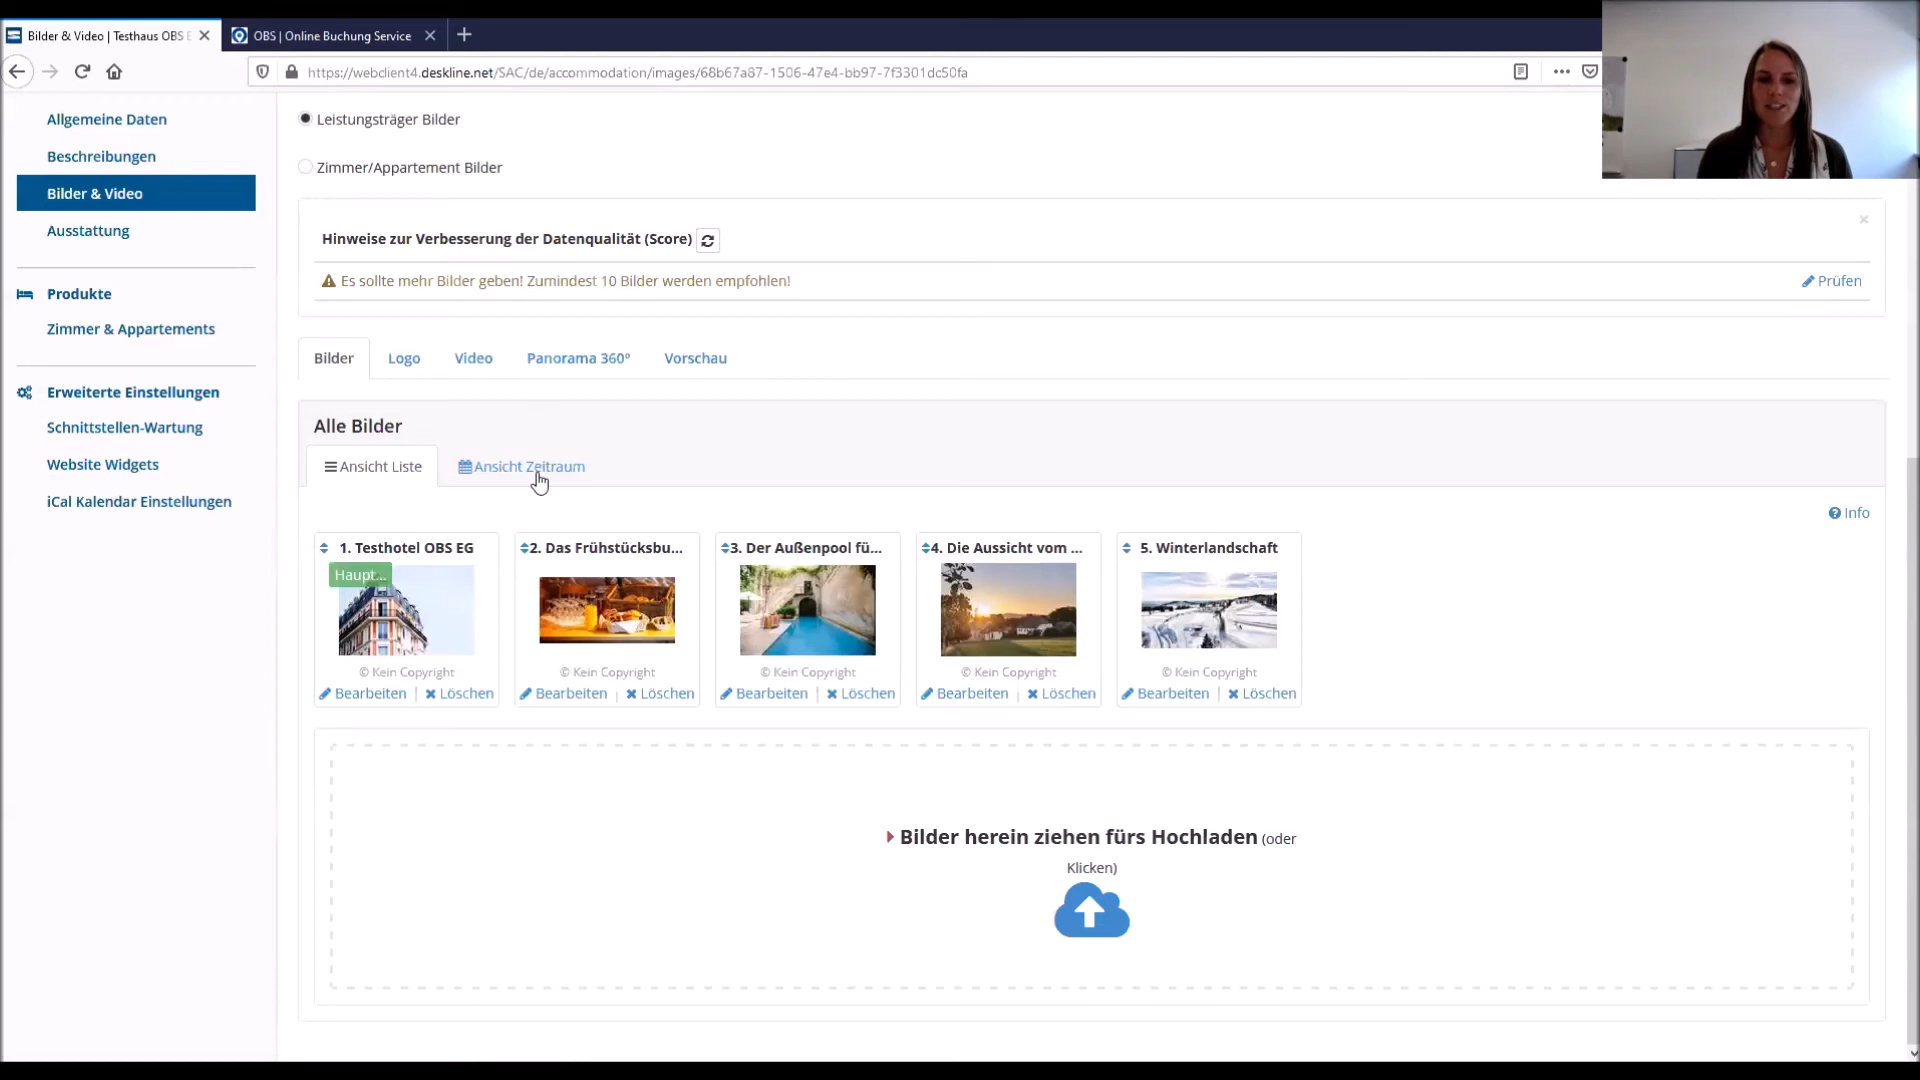 Bilder & Video | Testhaus OBS E
OBS | Online Buchung Service
https://webclient4.deskline.net/SAC/de/accommodation/images/68b67a87-1506-47e4-bb97-7f3301dc50fa
Allgemeine Daten
Beschreibungen
Bilder & Video
Ausstattung
Produkte
Zimmer & Appartements
Erweiterte Einstellungen
Schnittstellen-Wartung
Website Widgets
iCal Kalendar Einstellungen
Leistungsträger Bilder
Zimmer/Appartement Bilder
Hinweise zur Verbesserung der Datenqualität (Score)
Es sollte mehr Bilder geben! Zumindest 10 Bilder werden empfohlen! Prüfen
Bilder Logo Video Panorama 360° Vorschau
Alle Bilder
Ansicht Liste Ansicht Zeitraum
Info
1. Testhotel OBS EG 2. Das Frühstücksbu... 3. Der Außenpool fü... 4. Die Aussicht vom ... 5. Winterlandschaft
Haupt...
© Kein Copyright © Kein Copyright © Kein Copyright © Kein Copyright © Kein Copyright
Bearbeiten | Löschen Bearbeiten | Löschen Bearbeiten | Löschen Bearbeiten | Löschen Bearbeiten | Löschen
Bilder herein ziehen fürs Hochladen (oder
Klicken)